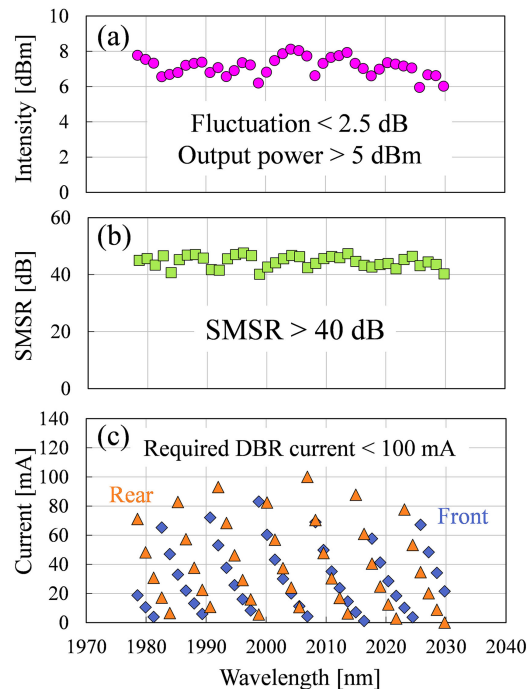 (a)
Intensity [dBm]
10
8
6
4
2
0
Fluctuation < 2.5 dB
Output power > 5 dBm
(b)
SMSR [dB]
60
40
20
0
SMSR > 40 dB
(c)
Required DBR current < 100 mA
Rear
Front
Current [mA]
140
120
100
80
60
40
20
0
1970 1980 1990 2000 2010 2020 2030 2040
Wavelength [nm]